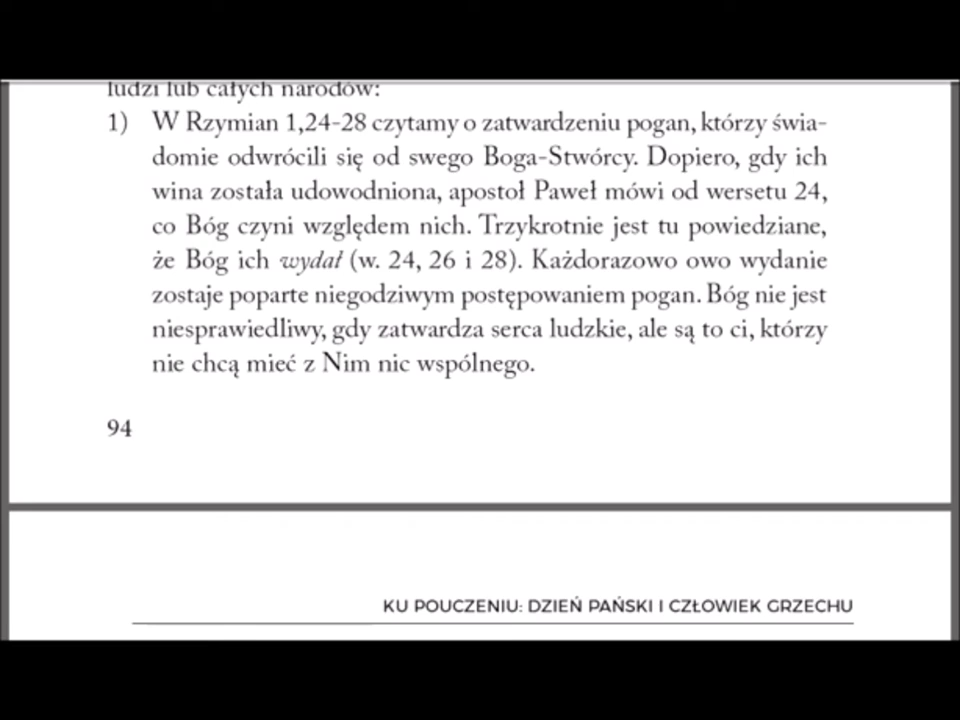 ludzi lub całych narodów:
1) W Rzymian 1,24-28 czytamy o zatwardzeniu pogan, którzy świa-
domie odwrócili się od swego Boga-Stwórcy. Dopiero, gdy ich
wina została udowodniona, apostoł Paweł mówi od wersetu 24,
co Bóg czyni względem nich. Trzykrotnie jest tu powiedziane,
że Bóg ich wydał (w. 24, 26 i 28). Każdorazowo owo wydanie
zostaje poparte niegodziwym postępowaniem pogan. Bóg nie jest
niesprawiedliwy, gdy zatwardza serca ludzkie, ale są to ci, którzy
nie chcą mieć z Nim nic wspólnego.
94
KU POUCZENIU: DZIEŃ PAŃSKI I CZŁOWIEK GRZECHU